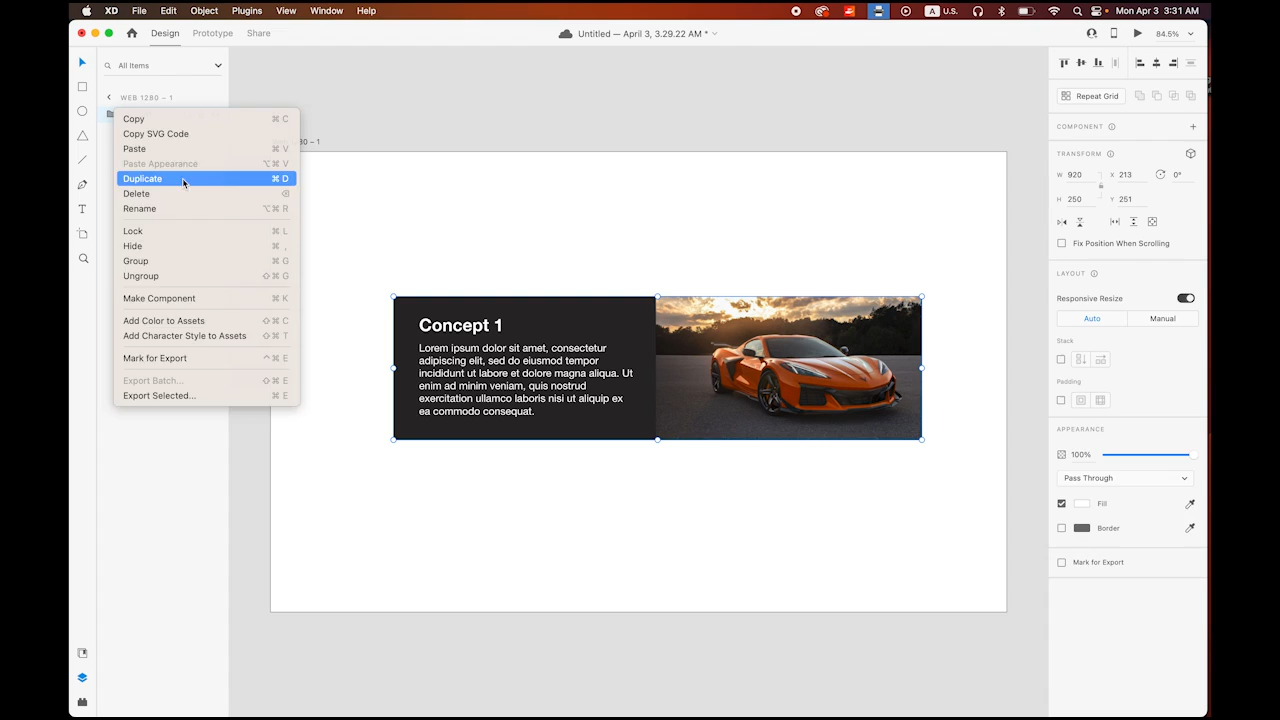 XD File Edit Object Plugins View Window Help
A U.S. Mon Apr 3 3:31 AM
Design Prototype Share
Untitled — April 3, 3.29.22 AM *
84.5%
All Items
WEB 1280 – 1
Copy ⌘ C
Copy SVG Code
Paste ⌘ V
Paste Appearance ⌥⌘ V
Duplicate ⌘ D
Delete ⌫
Rename ⌥⌘ R
Lock ⌘ L
Hide ⌘ ,
Group ⌘ G
Ungroup ⇧⌘ G
Make Component ⌘ K
Add Color to Assets ⇧⌘ C
Add Character Style to Assets ⇧⌘ T
Mark for Export ^⌘ E
Export Batch... ⇧⌘ E
Export Selected... ⌘ E
80 – 1
Concept 1
Lorem ipsum dolor sit amet, consectetur
adipiscing elit, sed do eiusmod tempor
incididunt ut labore et dolore magna aliqua. Ut
enim ad minim veniam, quis nostrud
exercitation ullamco laboris nisi ut aliquip ex
ea commodo consequat.
Repeat Grid
COMPONENT
TRANSFORM
W 920 X 213 0°
H 250 Y 251
Fix Position When Scrolling
LAYOUT
Responsive Resize
Auto Manual
Stack
Padding
APPEARANCE
100%
Pass Through
Fill
Border
Mark for Export